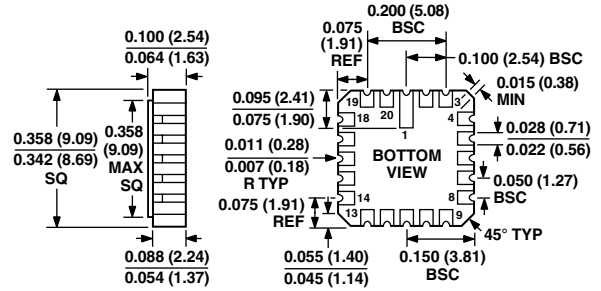 0.100 (2.54)
0.064 (1.63)
0.358 (9.09)
0.342 (8.69)
SQ
0.358
(9.09)
MAX
SQ
0.088 (2.24)
0.054 (1.37)
0.075
(1.91)
REF
0.200 (5.08)
BSC
0.100 (2.54) BSC
0.015 (0.38)
MIN
0.095 (2.41)
0.075 (1.90)
19
20
3
18
1
4
0.028 (0.71)
0.022 (0.56)
0.011 (0.28)
0.007 (0.18)
R TYP
BOTTOM
VIEW
0.050 (1.27)
BSC
0.075 (1.91)
REF
14
8
13
9
45° TYP
0.055 (1.40)
0.045 (1.14)
0.150 (3.81)
BSC